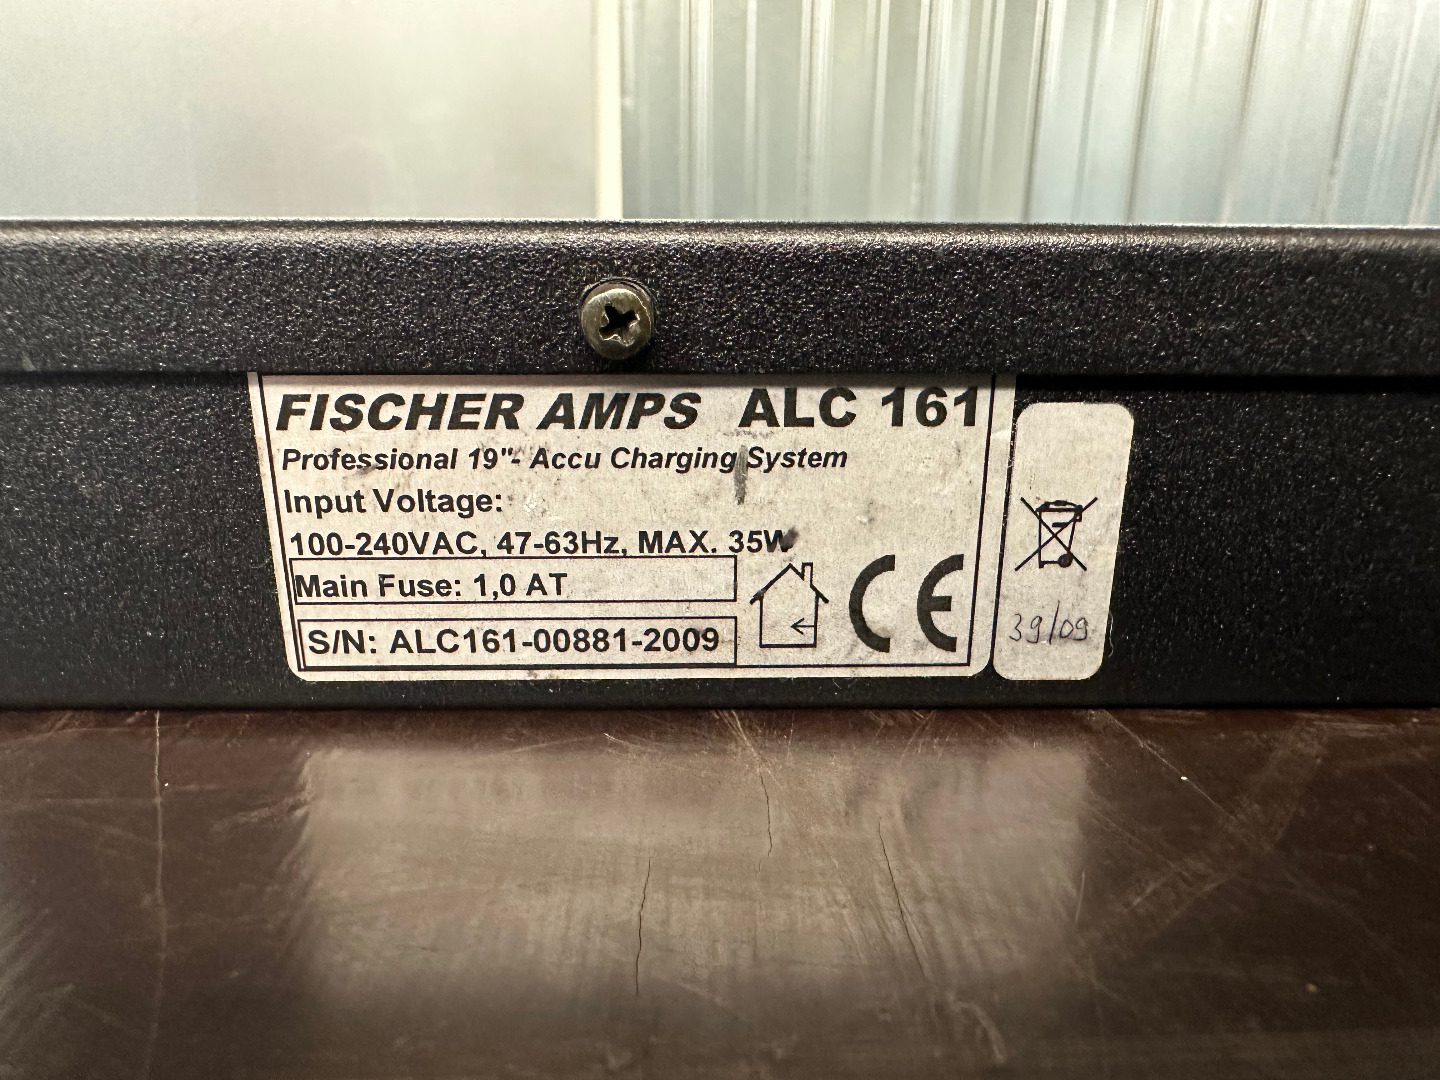 FISCHER AMPS ALC 161
Professional 19"- Accu Charging System
Input Voltage:
100-240VAC, 47-63Hz, MAX. 35W
Main Fuse: 1,0 AT
S/N: ALC161-00881-2009
CE
39/09